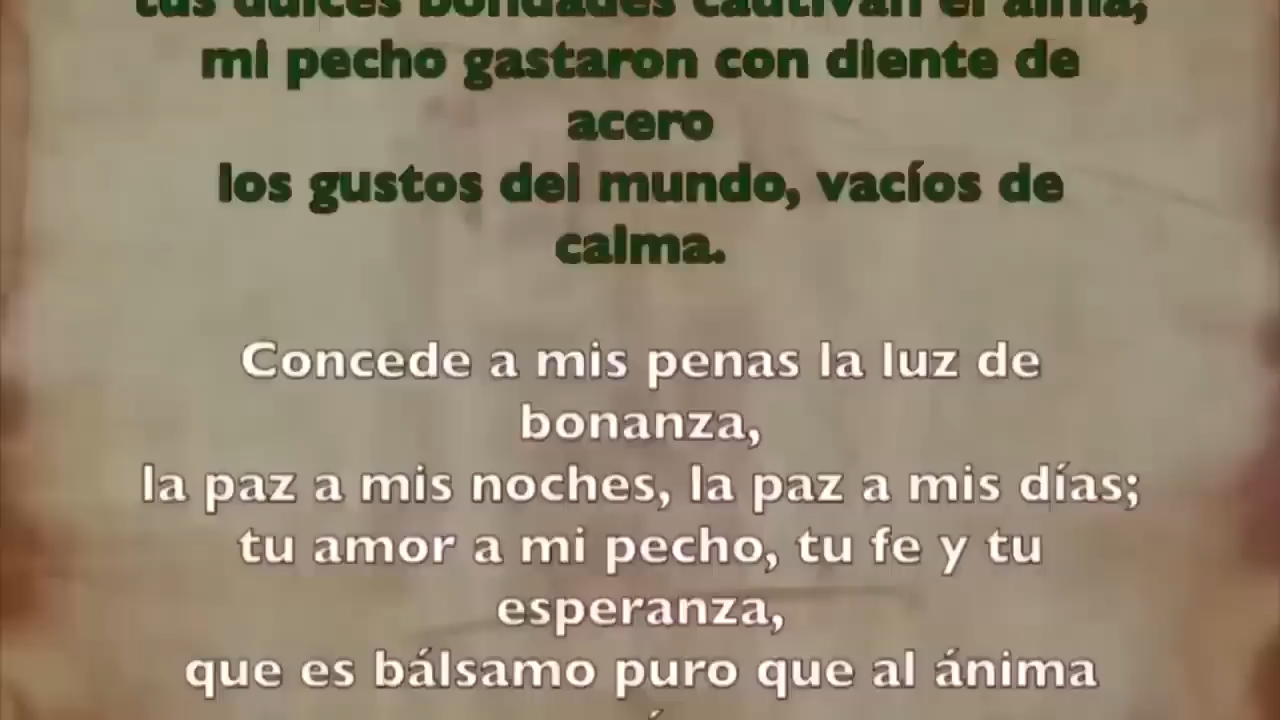 tus dulces bondades cautivan el alma,
mi pecho gastaron con diente de
acero
los gustos del mundo, vacíos de
calma.
Concede a mis penas la luz de
bonanza,
la paz a mis noches, la paz a mis días;
tu amor a mi pecho, tu fe y tu
esperanza,
que es bálsamo puro que al ánima